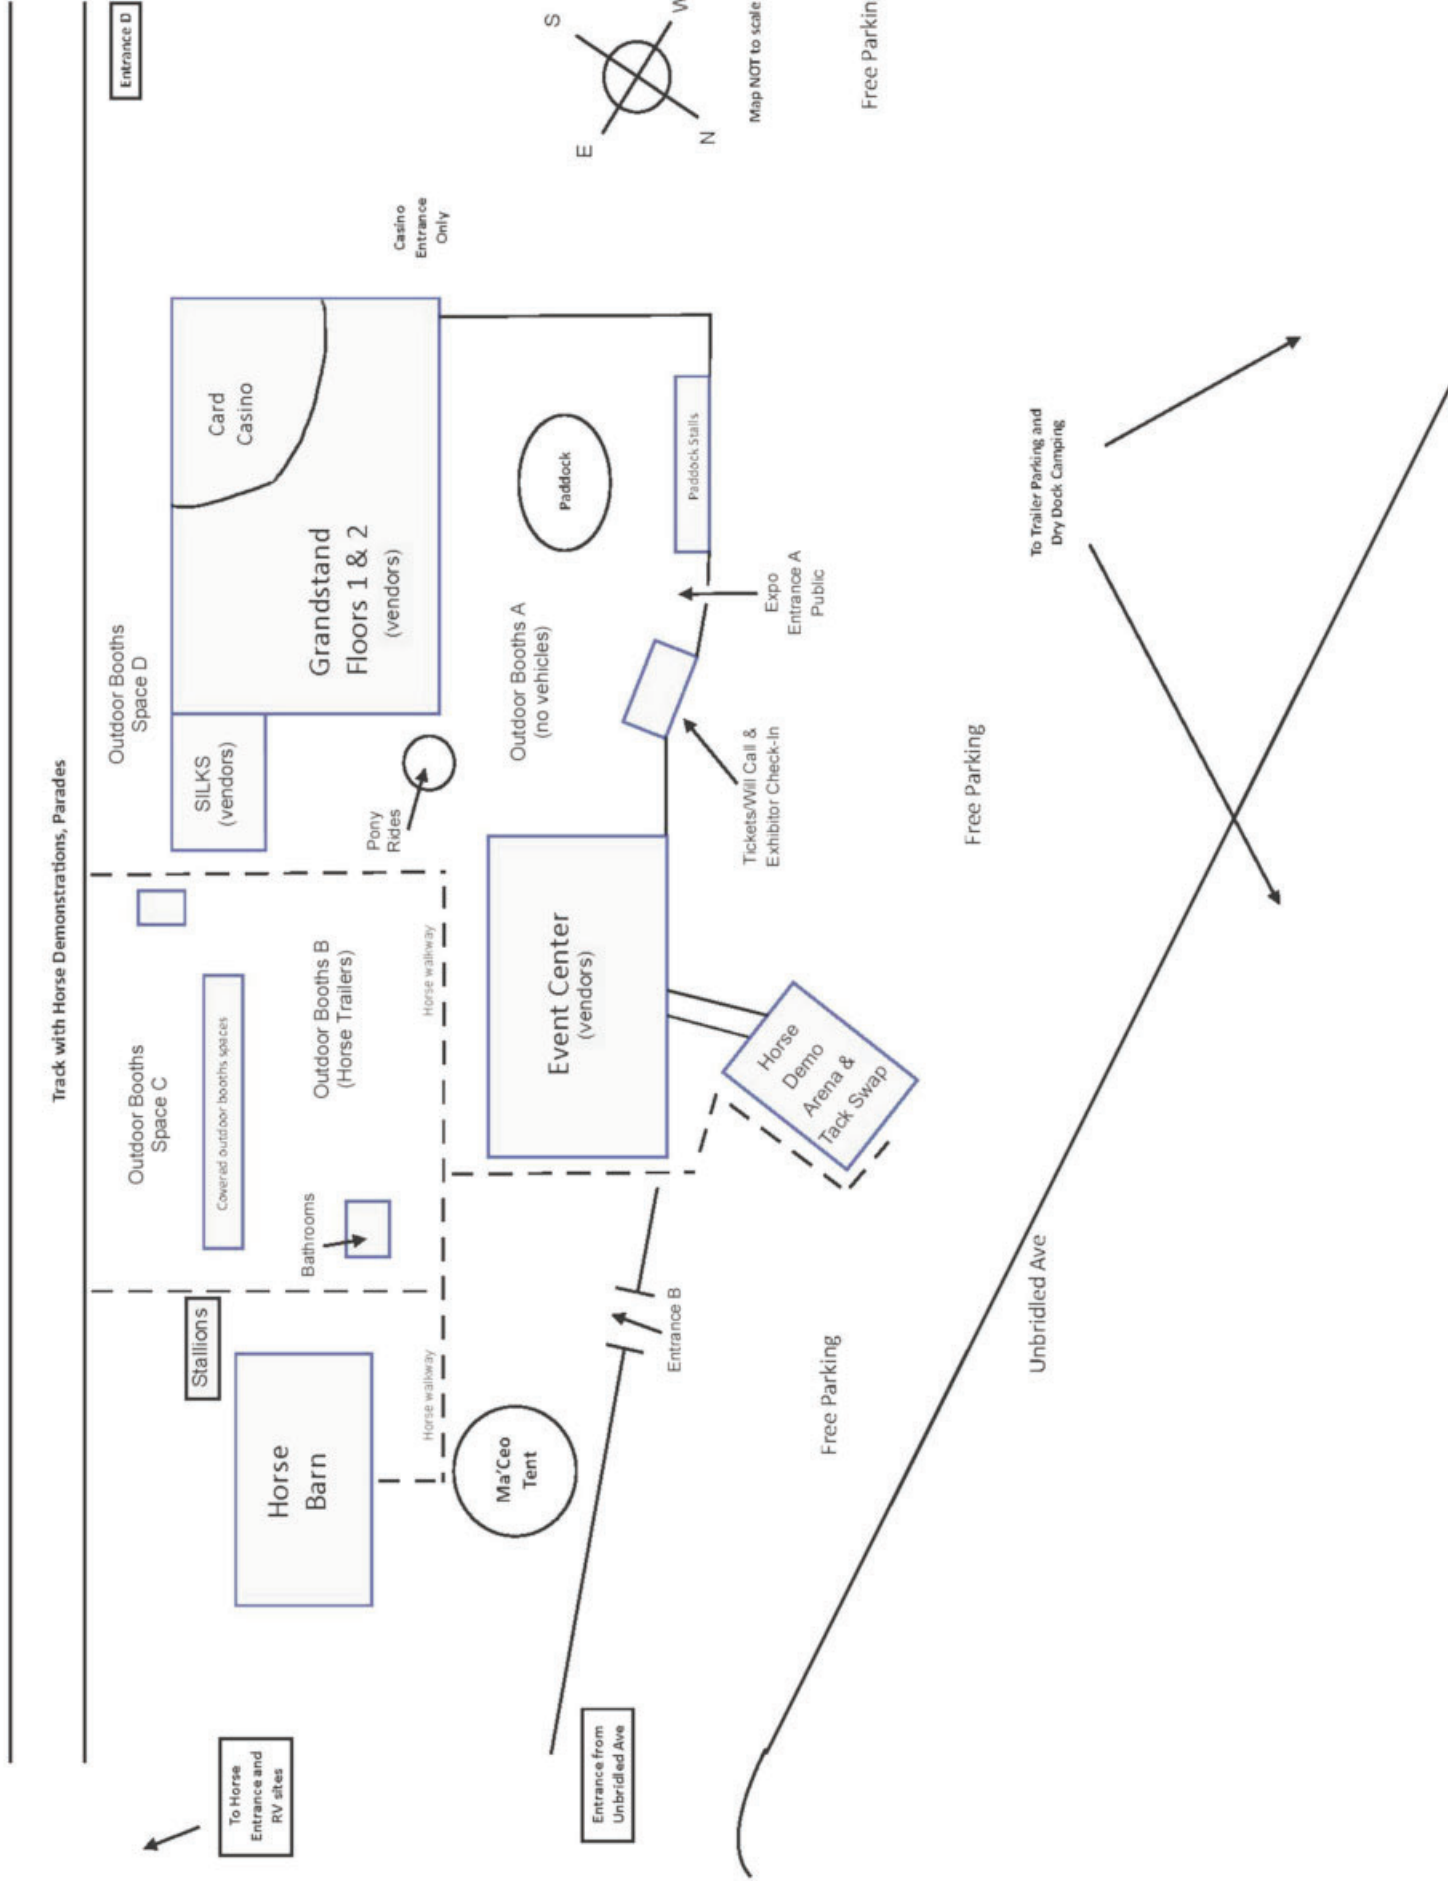 Track with Horse Demonstrations, Parades
To Horse
Entrance and
RV sites
Stallions
Horse
Barn
Horse walkway
Ma'Ceo
Tent
Entrance from
Unbridled Ave
Entrance B
Outdoor Booths
Space C
Covered outdoor booths spaces
Bathrooms
Outdoor Booths B
(Horse Trailers)
Horse walkway
Event Center
(vendors)
Horse
Demo
Arena &
Tack Swap
Outdoor Booths
Space D
SILKS
(vendors)
Pony
Rides
Grandstand
Floors 1 & 2
(vendors)
Card
Casino
Outdoor Booths A
(no vehicles)
Paddock
Paddock Stalls
Tickets/Will Call &
Exhibitor Check-In
Expo
Entrance A
Public
Casino
Entrance
Only
Entrance D
S
W
E
N
Map NOT to scale
Free Parkin
Free Parking
Free Parking
To Trailer Parking and
Dry Dock Camping
Unbridled Ave